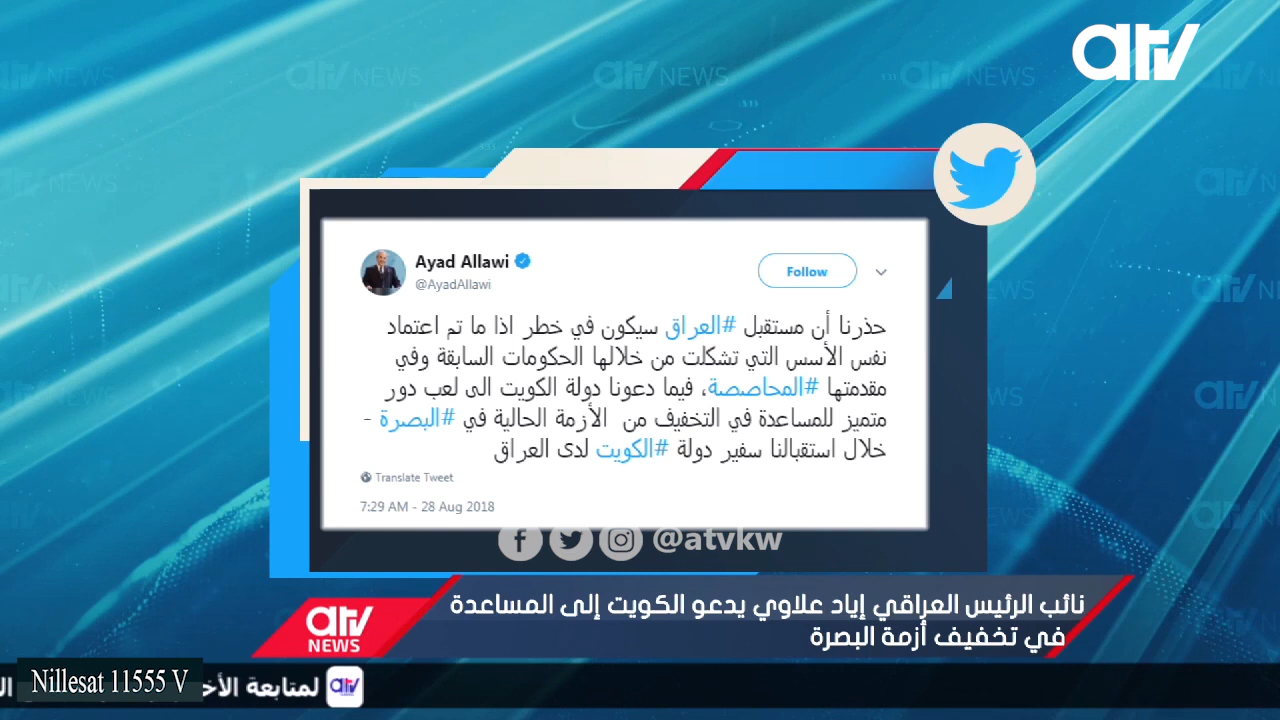 atv
Ayad Allawi
@AyadAllawi
Follow
حذرنا أن مستقبل #العراق سيكون في خطر اذا ما تم اعتماد
نفس الأسس التي تشكلت من خلالها الحكومات السابقة وفي
مقدمتها #المحاصصة، فيما دعونا دولة الكويت الى لعب دور
متميز للمساعدة في التخفيف من الأزمة الحالية في #البصرة -
خلال استقبالنا سفير دولة #الكويت لدى العراق
Translate Tweet
7:29 AM - 28 Aug 2018
@atvkw
نائب الرئيس العراقي إياد علاوي يدعو الكويت إلى المساعدة
في تخفيف أزمة البصرة
atv
NEWS
لمنابعة
Nillesat 11555 V